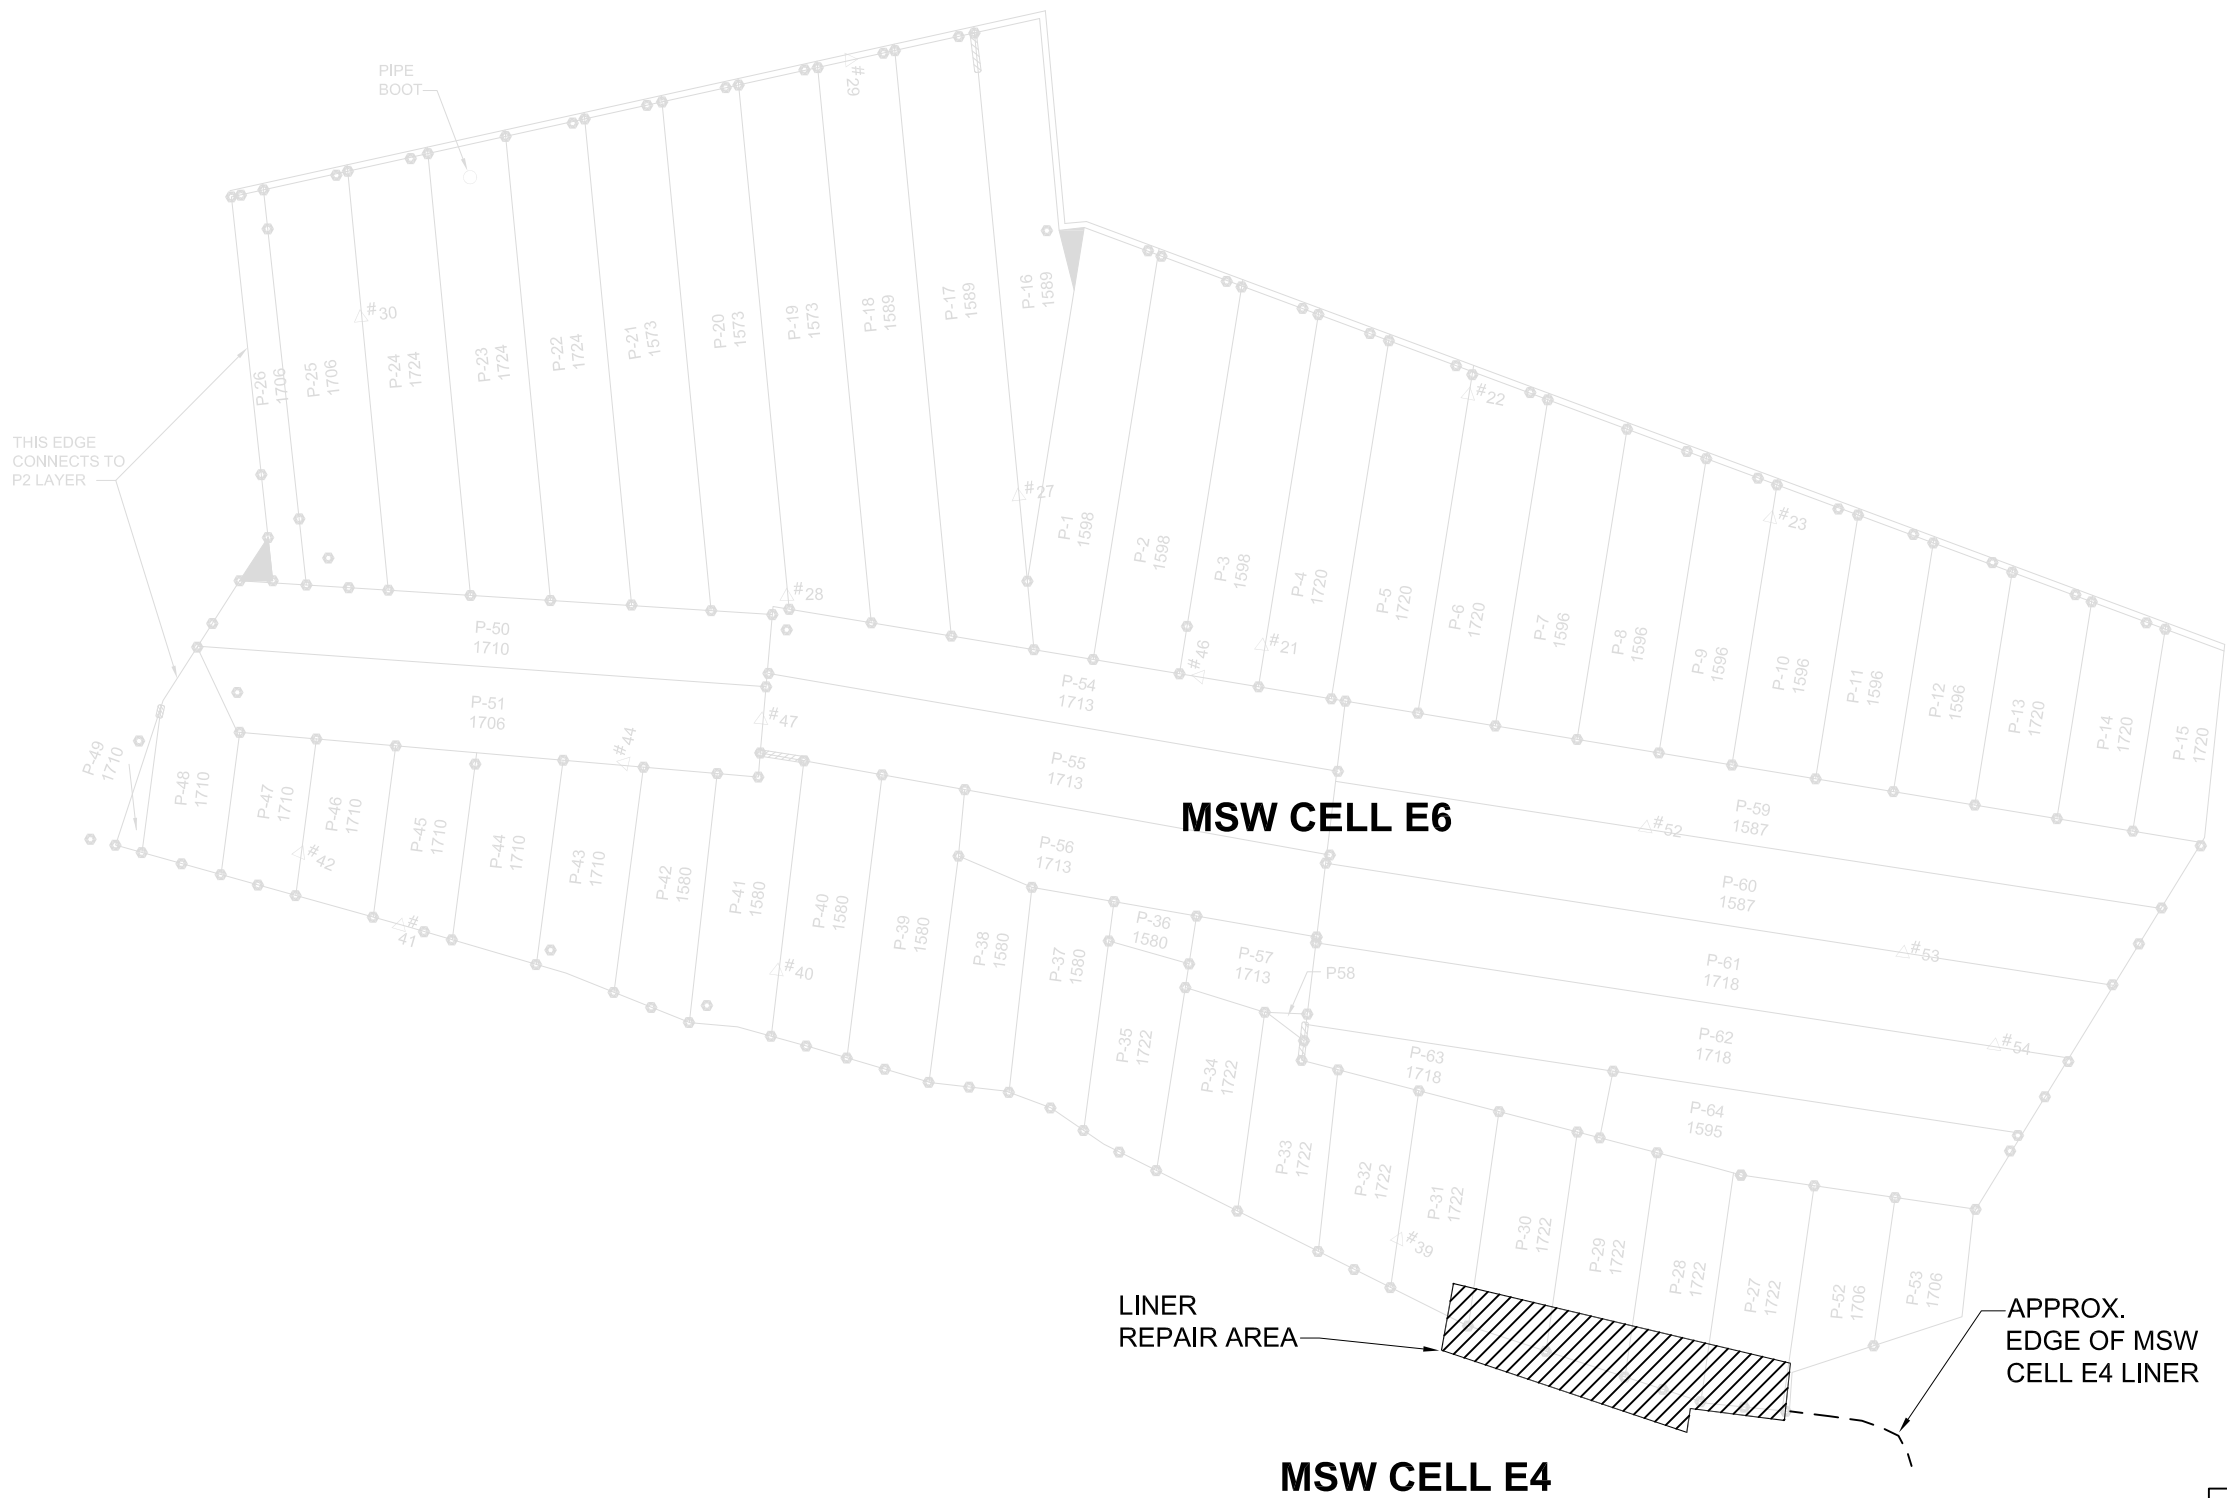 PIPE
BOOT
#29
#30
THIS EDGE
CONNECTS TO
P2 LAYER
P-26
1706
P-25
1706
P-24
1724
P-23
1724
P-22
1724
P-21
1573
P-20
1573
P-19
1573
P-18
1589
P-17
1589
P-16
1589
#27
#28
P-1
1598
P-2
1598
P-3
1598
P-4
1720
P-5
1720
P-6
1720
P-7
1596
P-8
1596
P-9
1596
P-10
1596
P-11
1596
P-12
1596
P-13
1720
P-14
1720
P-15
1720
#22
#23
#21
#46
P-50
1710
P-51
1706
P-54
1713
P-55
1713
#47
#44
MSW CELL E6
P-59
1587
#52
P-60
1587
#53
P-61
1718
P-62
1718
#54
P-63
1718
P-64
1595
P-49
1710
P-48
1710
P-47
1710
P-46
1710
P-45
1710
P-44
1710
P-43
1710
P-42
1580
P-41
1580
P-40
1580
P-39
1580
P-38
1580
P-37
1580
P-56
1713
P-36
1580
P-57
1713
P58
#42
#41
#40
P-35
1722
P-34
1722
P-33
1722
P-32
1722
P-31
1722
P-30
1722
P-29
1722
P-28
1722
P-27
1722
P-52
1706
P-53
1706
#39
LINER
REPAIR AREA
APPROX.
EDGE OF MSW
CELL E4 LINER
MSW CELL E4